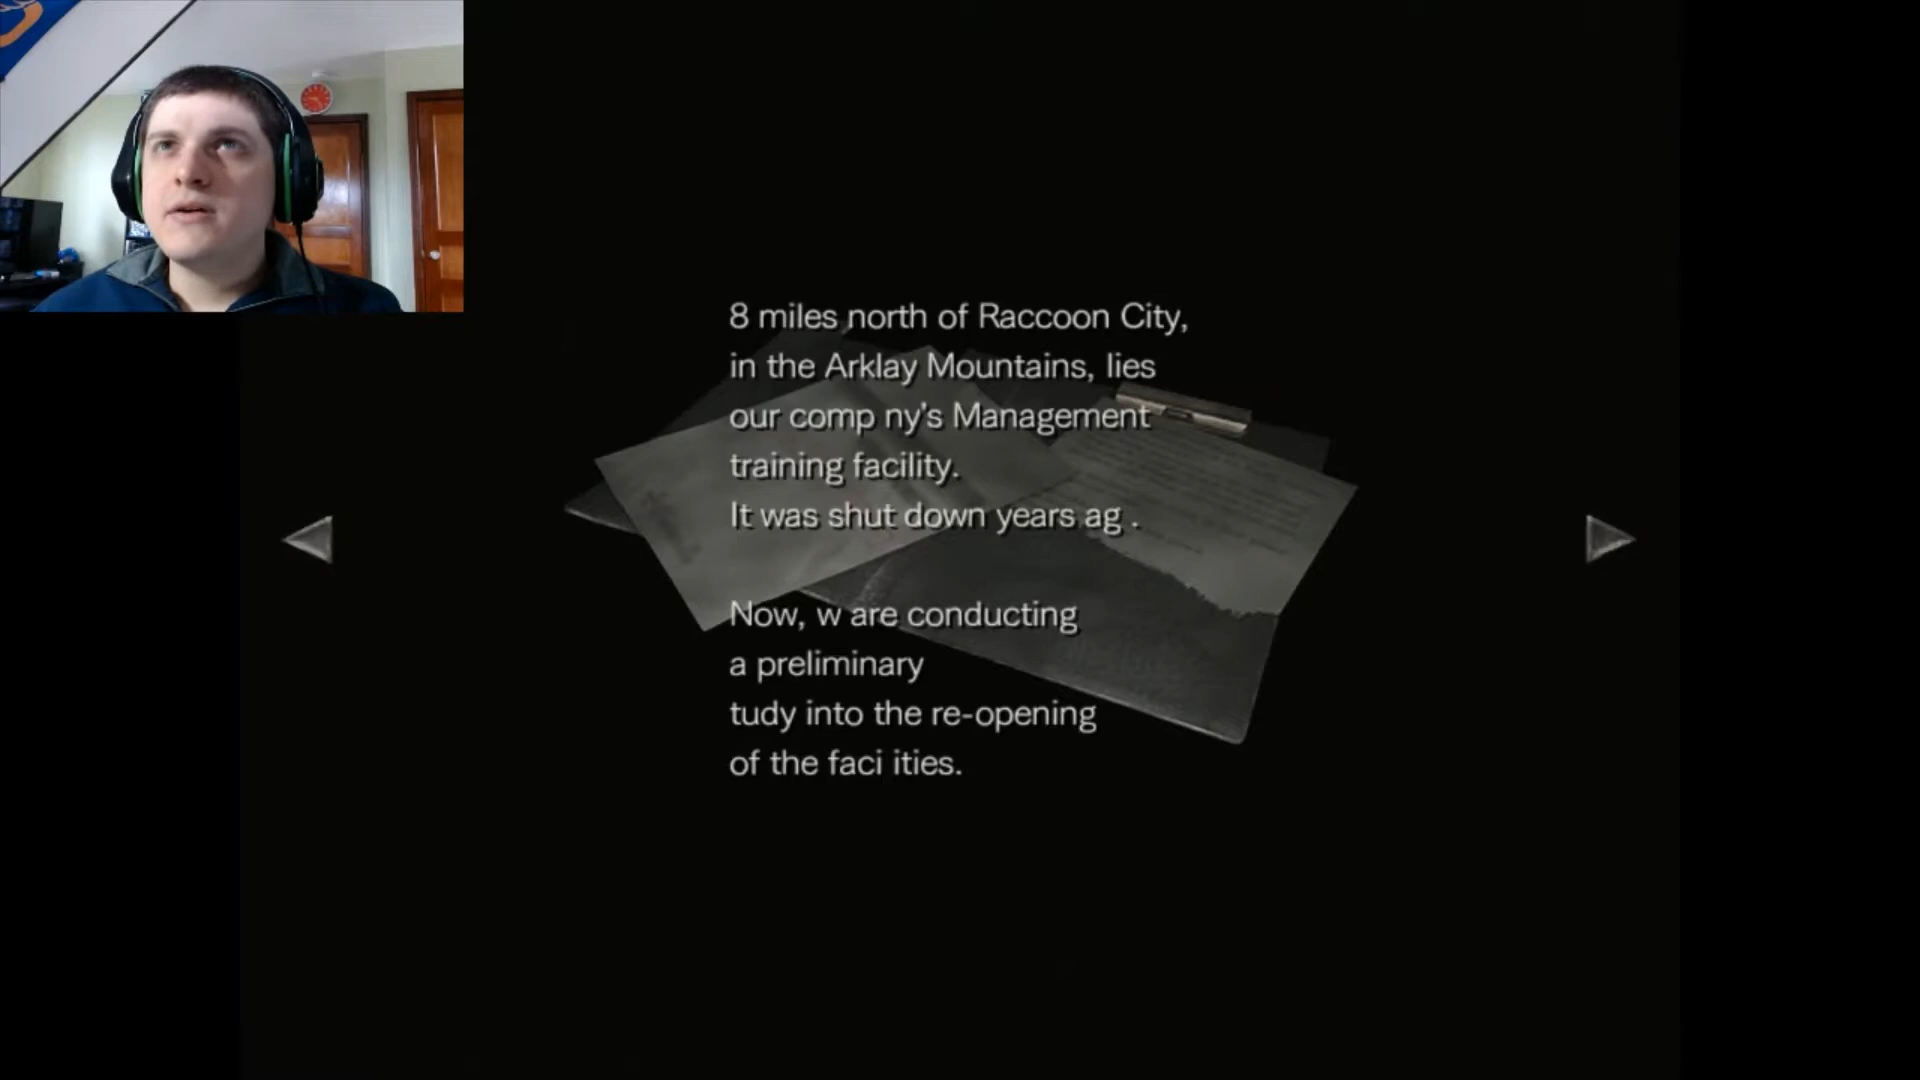 8 miles north of Raccoon City,
in the Arklay Mountains, lies
our comp ny's Management
training facility.
It was shut down years ag .
Now, w are conducting
a preliminary
tudy into the re-opening
of the faci ities.